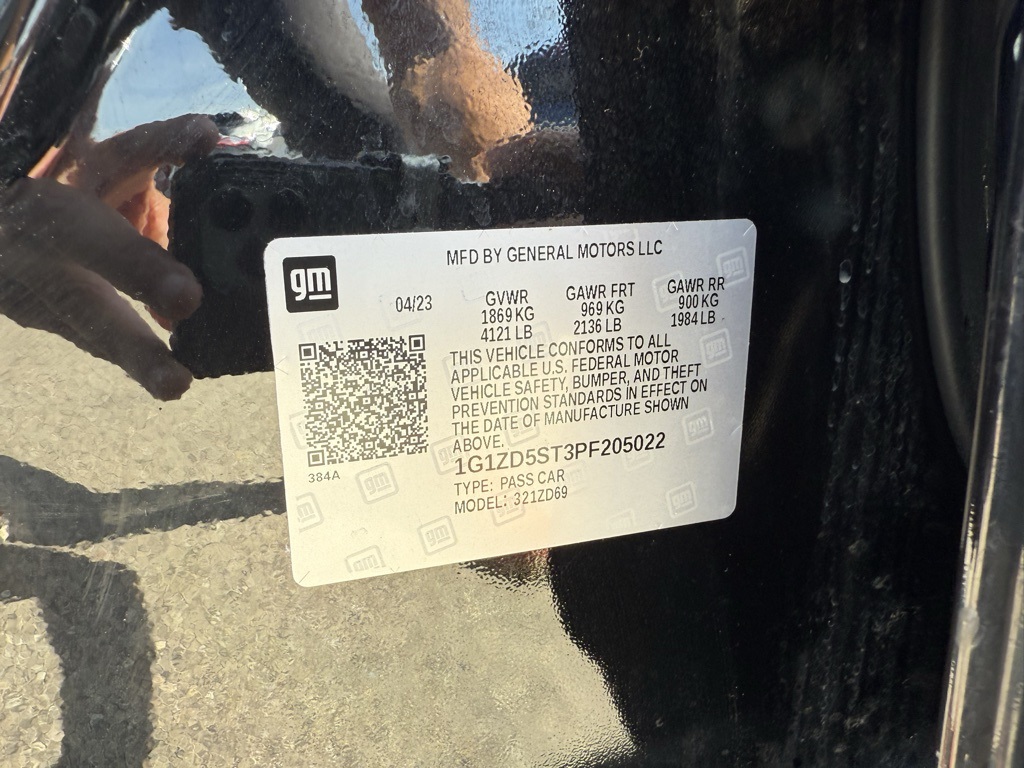 MFD BY GENERAL MOTORS LLC
gm
04/23
GVWR
1869 KG
4121 LB
GAWR FRT
969 KG
2136 LB
GAWR RR
900 KG
1984 LB
THIS VEHICLE CONFORMS TO ALL
APPLICABLE U.S. FEDERAL MOTOR
VEHICLE SAFETY, BUMPER, AND THEFT
PREVENTION STANDARDS IN EFFECT ON
THE DATE OF MANUFACTURE SHOWN
ABOVE.
384A
1G1ZD5ST3PF205022
TYPE: PASS CAR
MODEL: 321ZD69